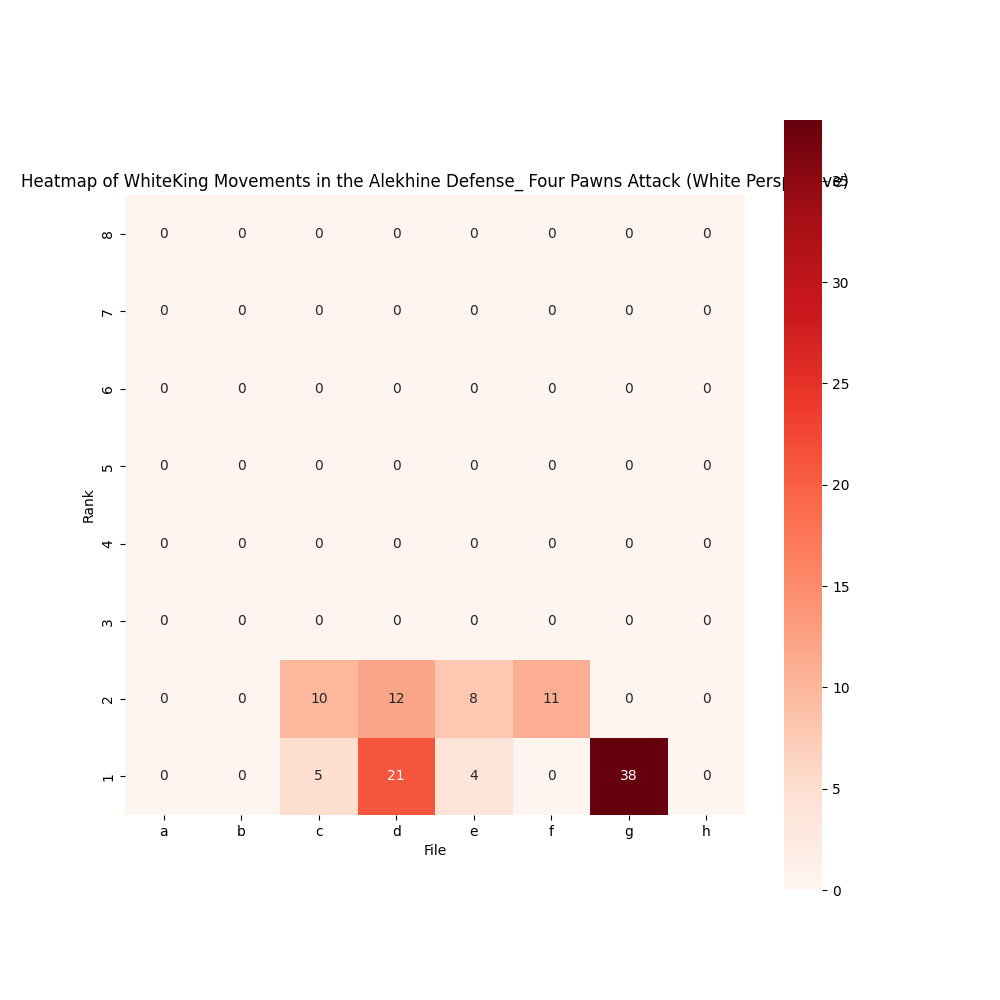 Heatmap of WhiteKing Movements in the Alekhine Defense_ Four Pawns Attack (White Perspective)
35
8 0 0 0 0 0 0 0 0
30
7 0 0 0 0 0 0 0 0
6 0 0 0 0 0 0 0 0
25
5 0 0 0 0 0 0 0 0
20
Rank
4 0 0 0 0 0 0 0 0
15
3 0 0 0 0 0 0 0 0
2 0 0 10 12 8 11 0 0
10
1 0 0 5 21 4 0 38 0
5
a b c d e f g h
File
0